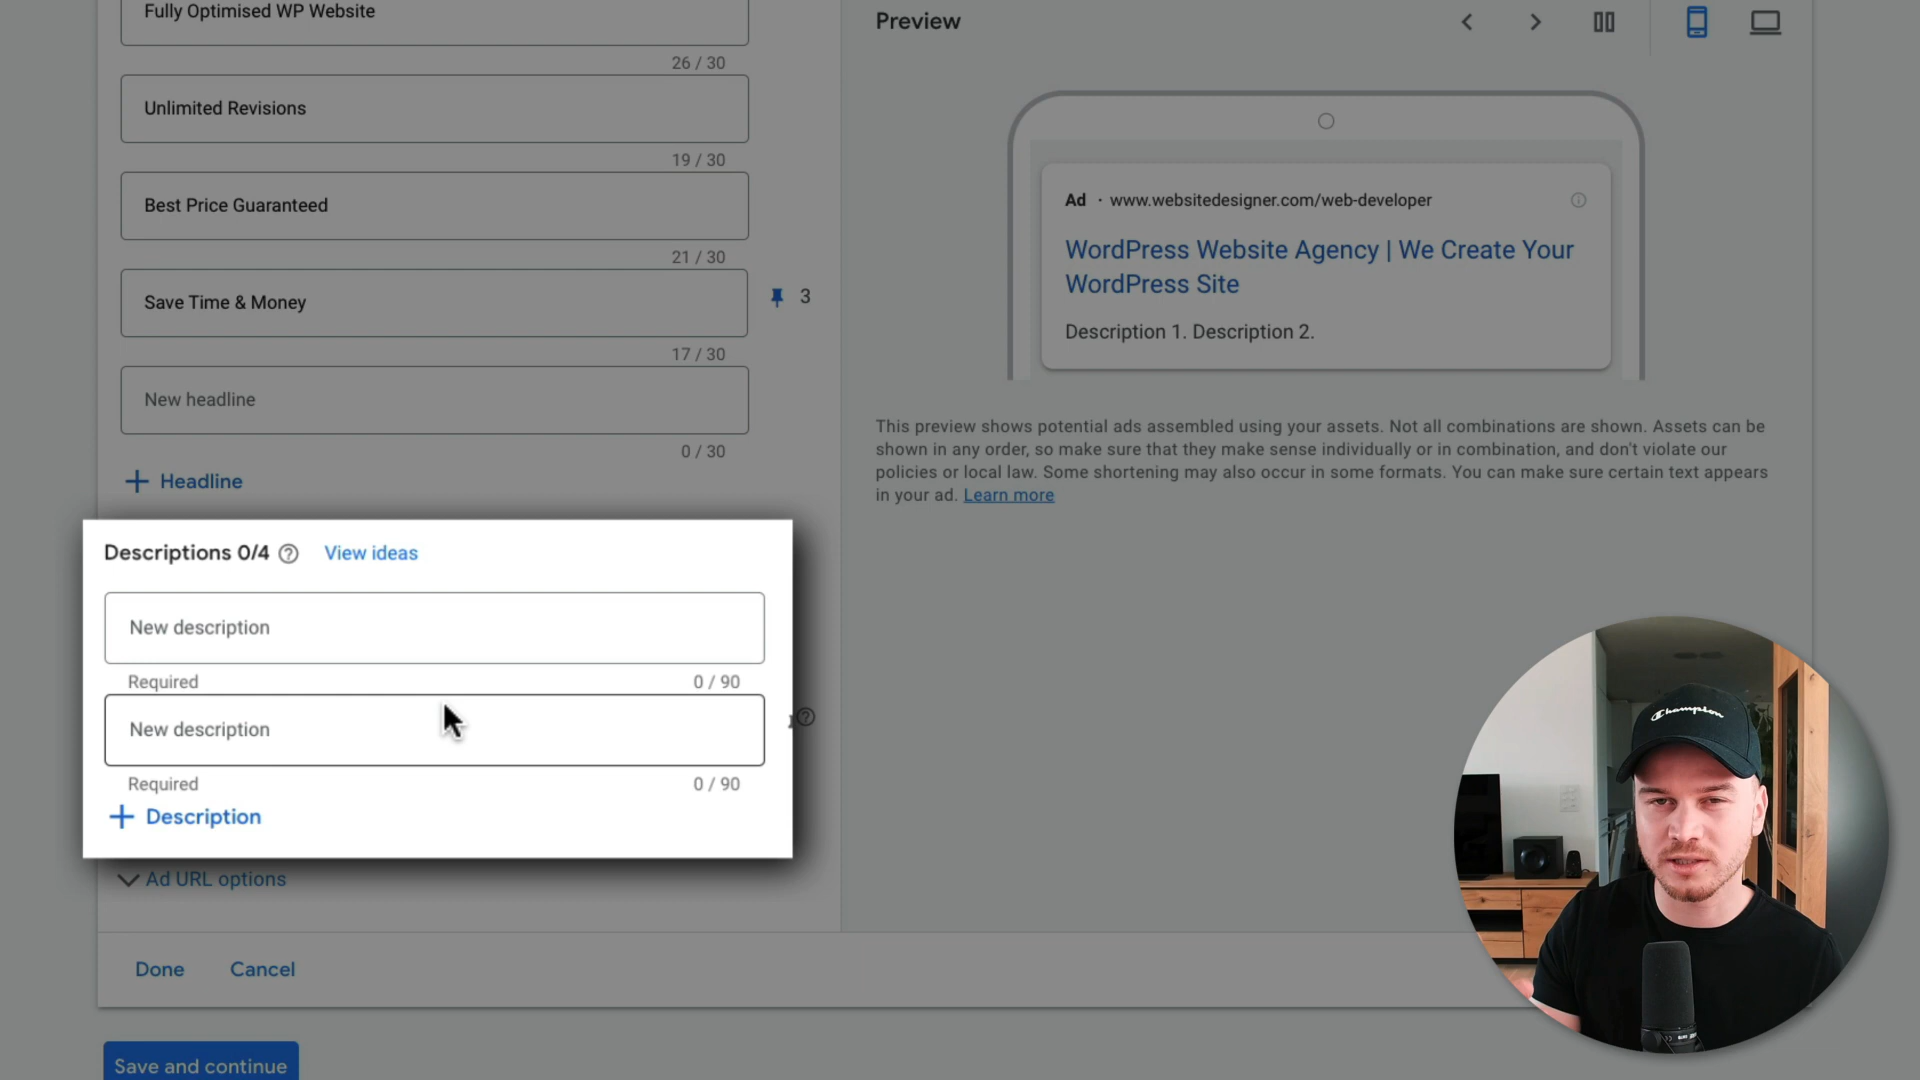 Fully Optimised WP Website
26 / 30
Unlimited Revisions
19 / 30
Best Price Guaranteed
21 / 30
Save Time & Money
3
17 / 30
New headline
0 / 30
+ Headline
Descriptions 0/4
View ideas
New description
Required
0 / 90
New description
Required
0 / 90
+ Description
Ad URL options
Done
Cancel
Save and continue
Preview
Ad · www.websitedesigner.com/web-developer
WordPress Website Agency | We Create Your
WordPress Site
Description 1. Description 2.
This preview shows potential ads assembled using your assets. Not all combinations are shown. Assets can be
shown in any order, so make sure that they make sense individually or in combination, and don't violate our
policies or local law. Some shortening may also occur in some formats. You can make sure certain text appears
in your ad. Learn more
Champion